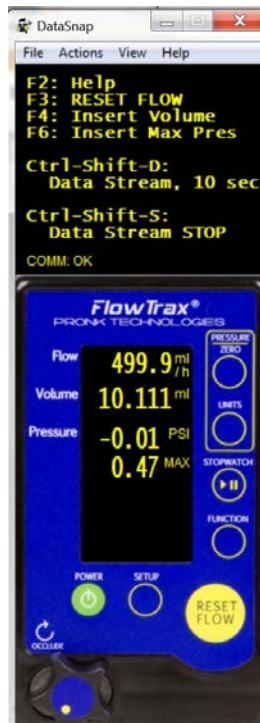 DataSnap
File Actions View Help
F2: Help
F3: RESET FLOW
F4: Insert Volume
F6: Insert Max Pres
Ctrl-Shift-D:
Data Stream, 10 sec
Ctrl-Shift-S:
Data Stream STOP
COMM: OK
FlowTrax®
PRONK TECHNOLOGIES
PRESSURE
ZERO
Flow 499.9 ml/h
Volume 10.111 ml
UNITS
Pressure -0.01 PSI
0.47 MAX
STOPWATCH
FUNCTION
POWER SETUP
RESET
FLOW
OCCLUDE